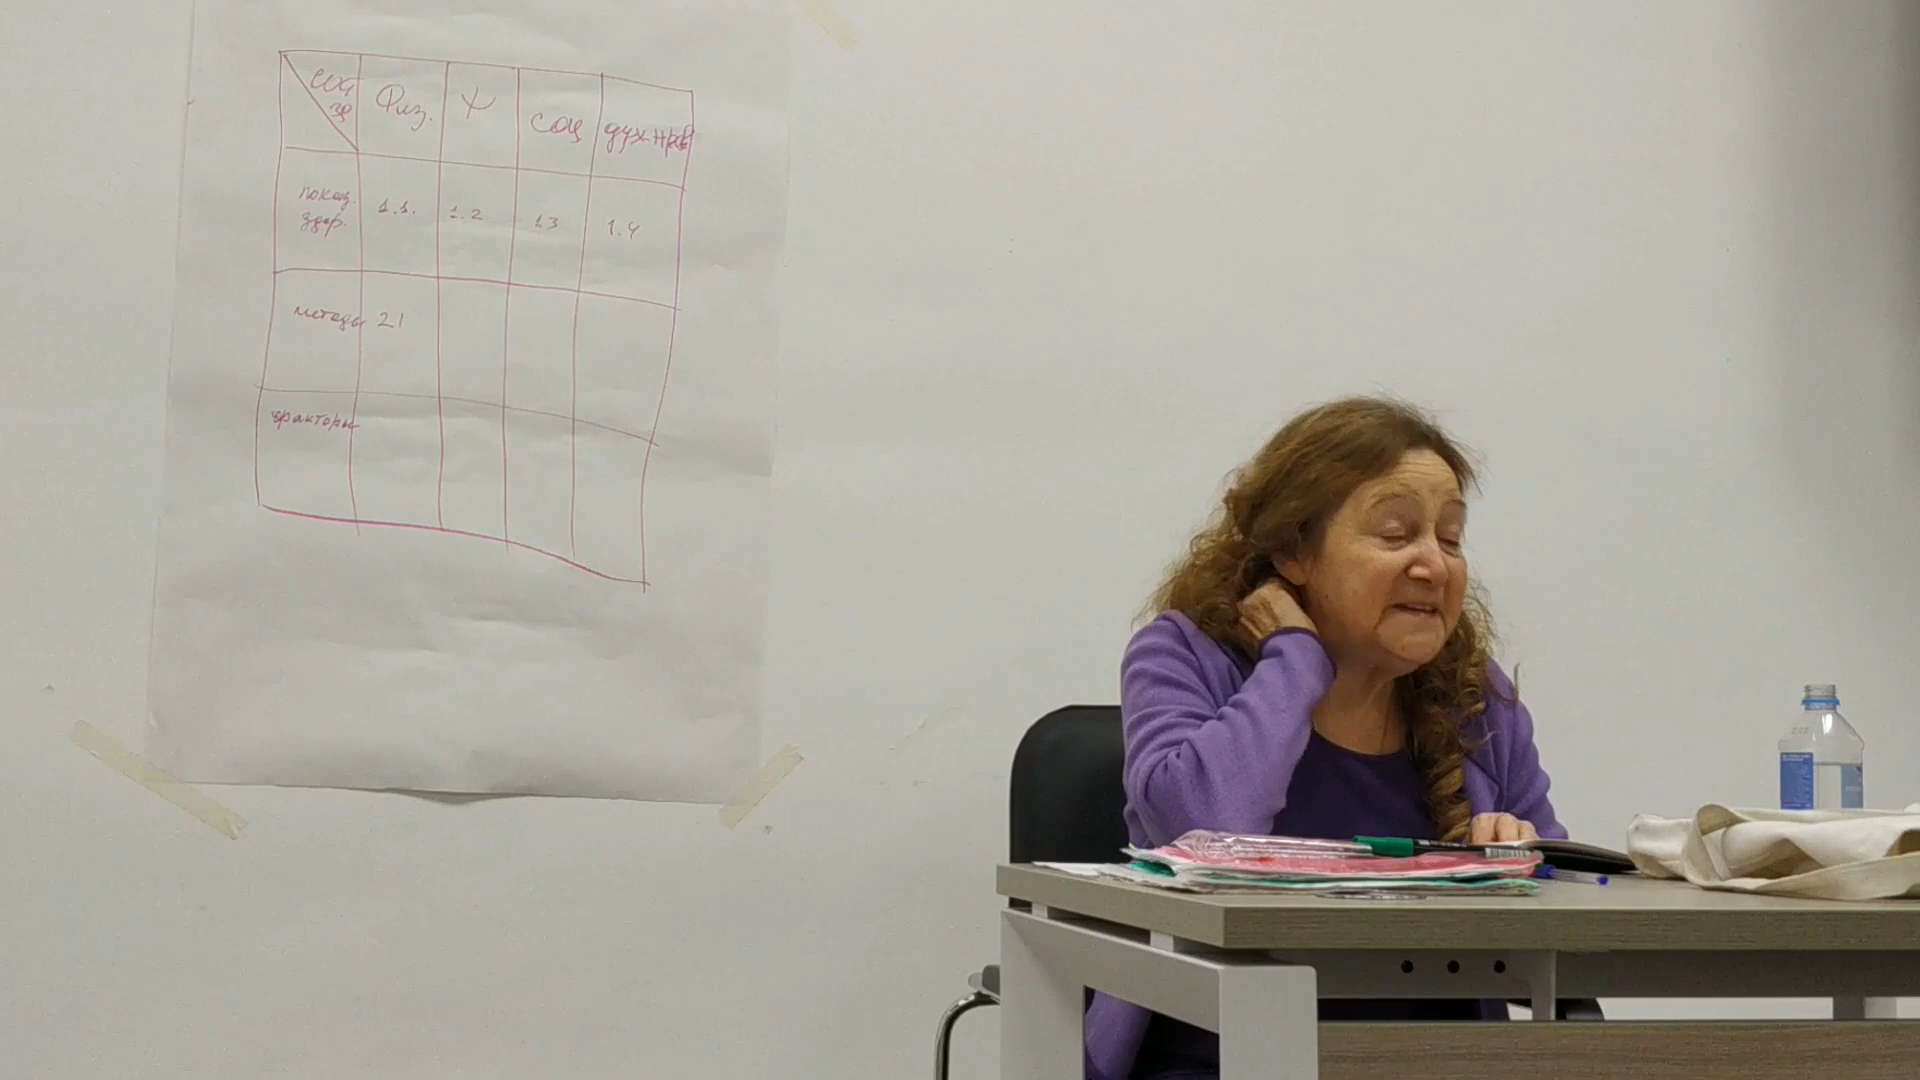 соц
зд
Физ. Ψ соц дух-нрав
показ.
здор. 1.1. 1.2 1.3 1.4
методы 2.1
факторы